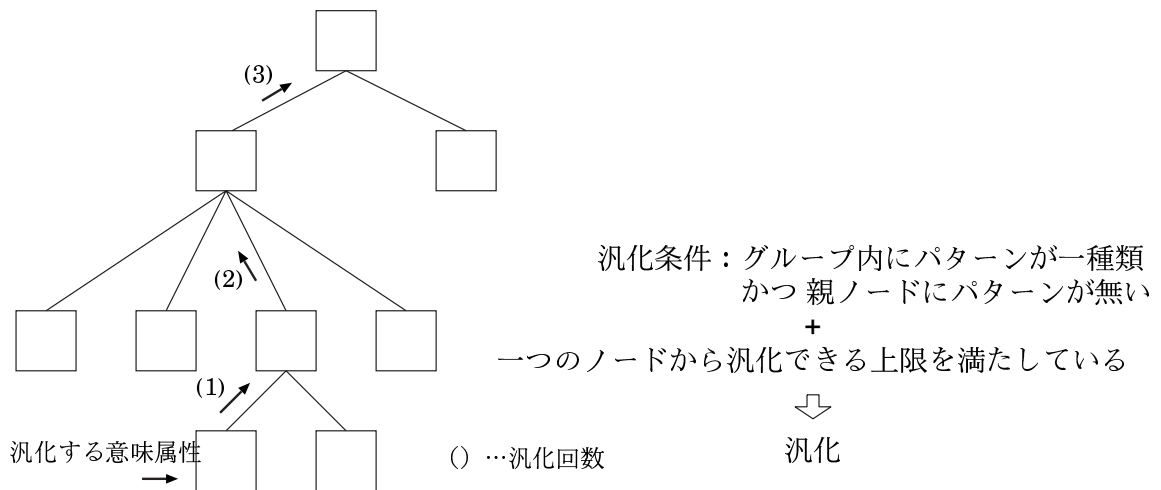 (3)
(2)
汎化条件：グループ内にパターンが一種類
かつ 親ノードにパターンが無い
+
一つのノードから汎化できる上限を満たしている
(1)
汎化する意味属性
()…汎化回数
汎化